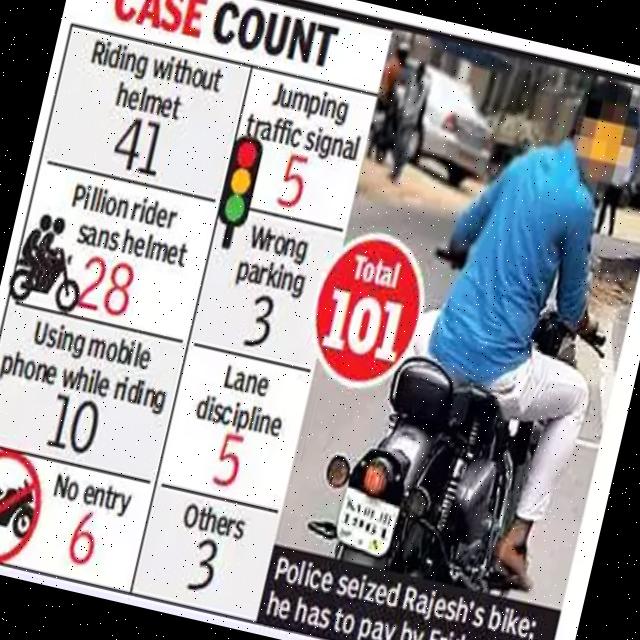 CASE COUNT
Riding without
helmet
41
Pillion rider
sans helmet
28
Using mobile
phone while riding
10
No entry
6
Jumping
traffic signal
5
Wrong
parking
3
Lane
discipline
5
Others
3
Total
101
Police seized Rajesh's bike;
he has to pay by